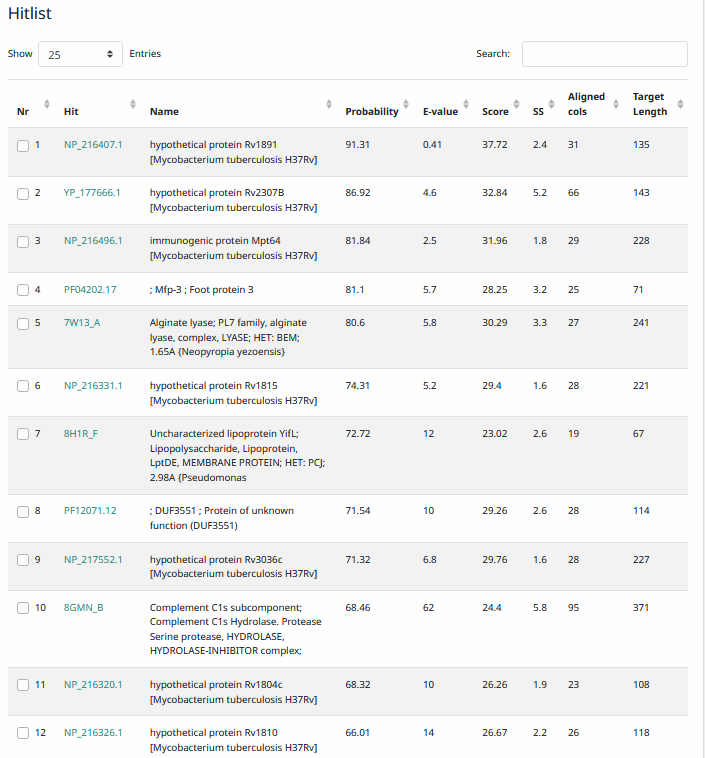 Hitlist
Show 25 Entries Search:
Nr Hit Name Probability E-value Score SS Aligned cols Target Length
1 NP_216407.1 hypothetical protein Rv1891 91.31 0.41 37.72 2.4 31 135
[Mycobacterium tuberculosis H37Rv]
2 YP_177666.1 hypothetical protein Rv2307B 86.92 4.6 32.84 5.2 66 143
[Mycobacterium tuberculosis H37Rv]
3 NP_216496.1 immunogenic protein Mpt64 81.84 2.5 31.96 1.8 29 228
[Mycobacterium tuberculosis H37Rv]
4 PF04202.17 ; Mfp-3 ; Foot protein 3 81.1 5.7 28.25 3.2 25 71
5 7W13_A Alginate lyase; PL7 family, alginate 80.6 5.8 30.29 3.3 27 241
lyase, complex, LYASE; HET: BEM;
1.65A {Neopyropia yezoensis}
6 NP_216331.1 hypothetical protein Rv1815 74.31 5.2 29.4 1.6 28 221
[Mycobacterium tuberculosis H37Rv]
7 8H1R_F Uncharacterized lipoprotein YifL; 72.72 12 23.02 2.6 19 67
Lipopolysaccharide, Lipoprotein,
LptDE, MEMBRANE PROTEIN; HET: PCJ;
2.98A {Pseudomonas
8 PF12071.12 ; DUF3551 ; Protein of unknown 71.54 10 29.26 2.6 28 114
function (DUF3551)
9 NP_217552.1 hypothetical protein Rv3036c 71.32 6.8 29.76 1.6 28 227
[Mycobacterium tuberculosis H37Rv]
10 8GMN_B Complement C1s subcomponent; 68.46 62 24.4 5.8 95 371
Complement C1s Hydrolase. Protease
Serine protease, HYDROLASE,
HYDROLASE-INHIBITOR complex;
11 NP_216320.1 hypothetical protein Rv1804c 68.32 10 26.26 1.9 23 108
[Mycobacterium tuberculosis H37Rv]
12 NP_216326.1 hypothetical protein Rv1810 66.01 14 26.67 2.2 26 118
[Mycobacterium tuberculosis H37Rv]